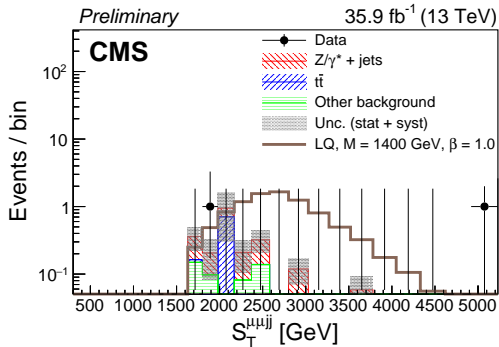 Preliminary 35.9 fb⁻¹ (13 TeV)
CMS
Data
Z/γ* + jets
tt̄
Other background
Unc. (stat + syst)
LQ, M = 1400 GeV, β = 1.0
Events / bin
10²
10
1
10⁻¹
500 1000 1500 2000 2500 3000 3500 4000 4500 5000
S_T^μμjj [GeV]